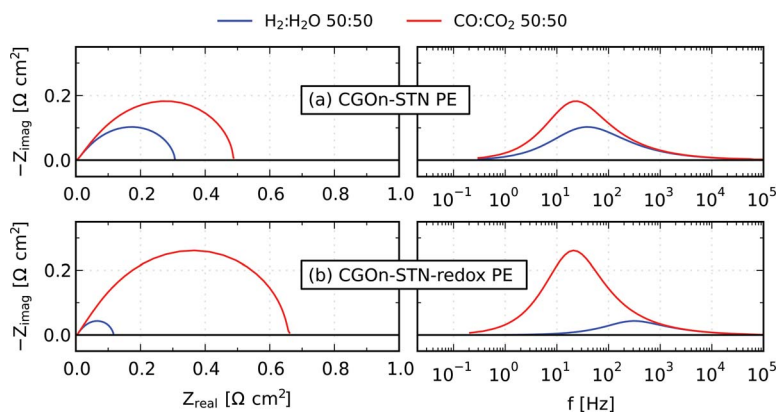 H₂:H₂O 50:50 CO:CO₂ 50:50
−Z_imag [Ω cm²]
0.2
0.0
(a) CGOn-STN PE
0.0 0.2 0.4 0.6 0.8 1.0
10⁻¹ 10⁰ 10¹ 10² 10³ 10⁴ 10⁵
−Z_imag [Ω cm²]
0.2
0.0
(b) CGOn-STN-redox PE
0.0 0.2 0.4 0.6 0.8 1.0
10⁻¹ 10⁰ 10¹ 10² 10³ 10⁴ 10⁵
Z_real [Ω cm²]
f [Hz]